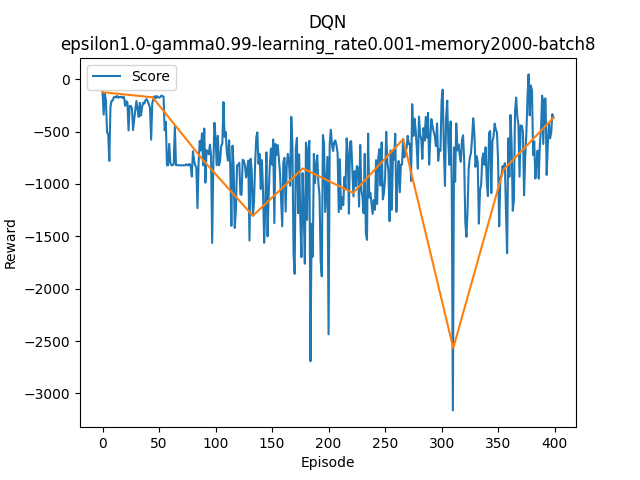 DQN
epsilon1.0-gamma0.99-learning_rate0.001-memory2000-batch8
Score
0
−500
−1000
−1500
−2000
−2500
−3000
Reward
0 50 100 150 200 250 300 350 400
Episode